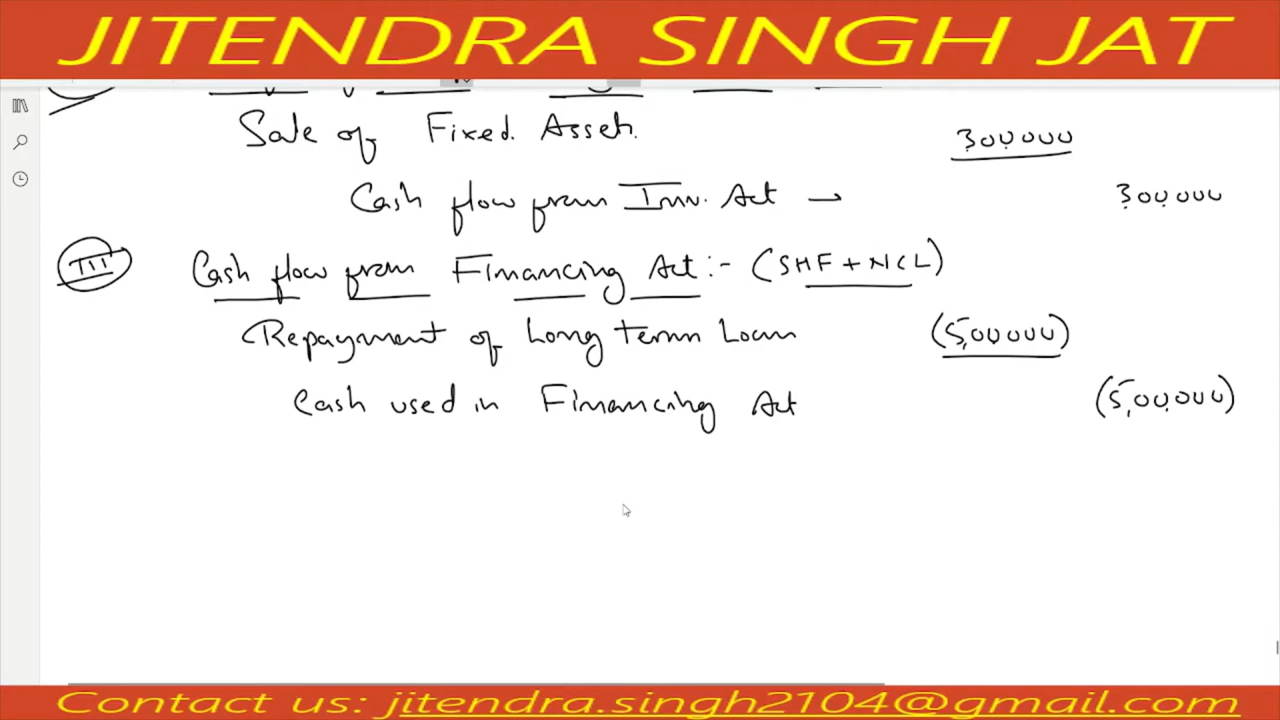 JITENDRA SINGH JAT
Sale of Fixed Asset. 300000
Cash flow from Inv. Act → 300000
III Cash flow from Financing Act :- (SHF + NCL)
Repayment of Long Term Loan (5,00000)
Cash used in Financing Act (5,00000)
Contact us: jitendra.singh2104@gmail.com